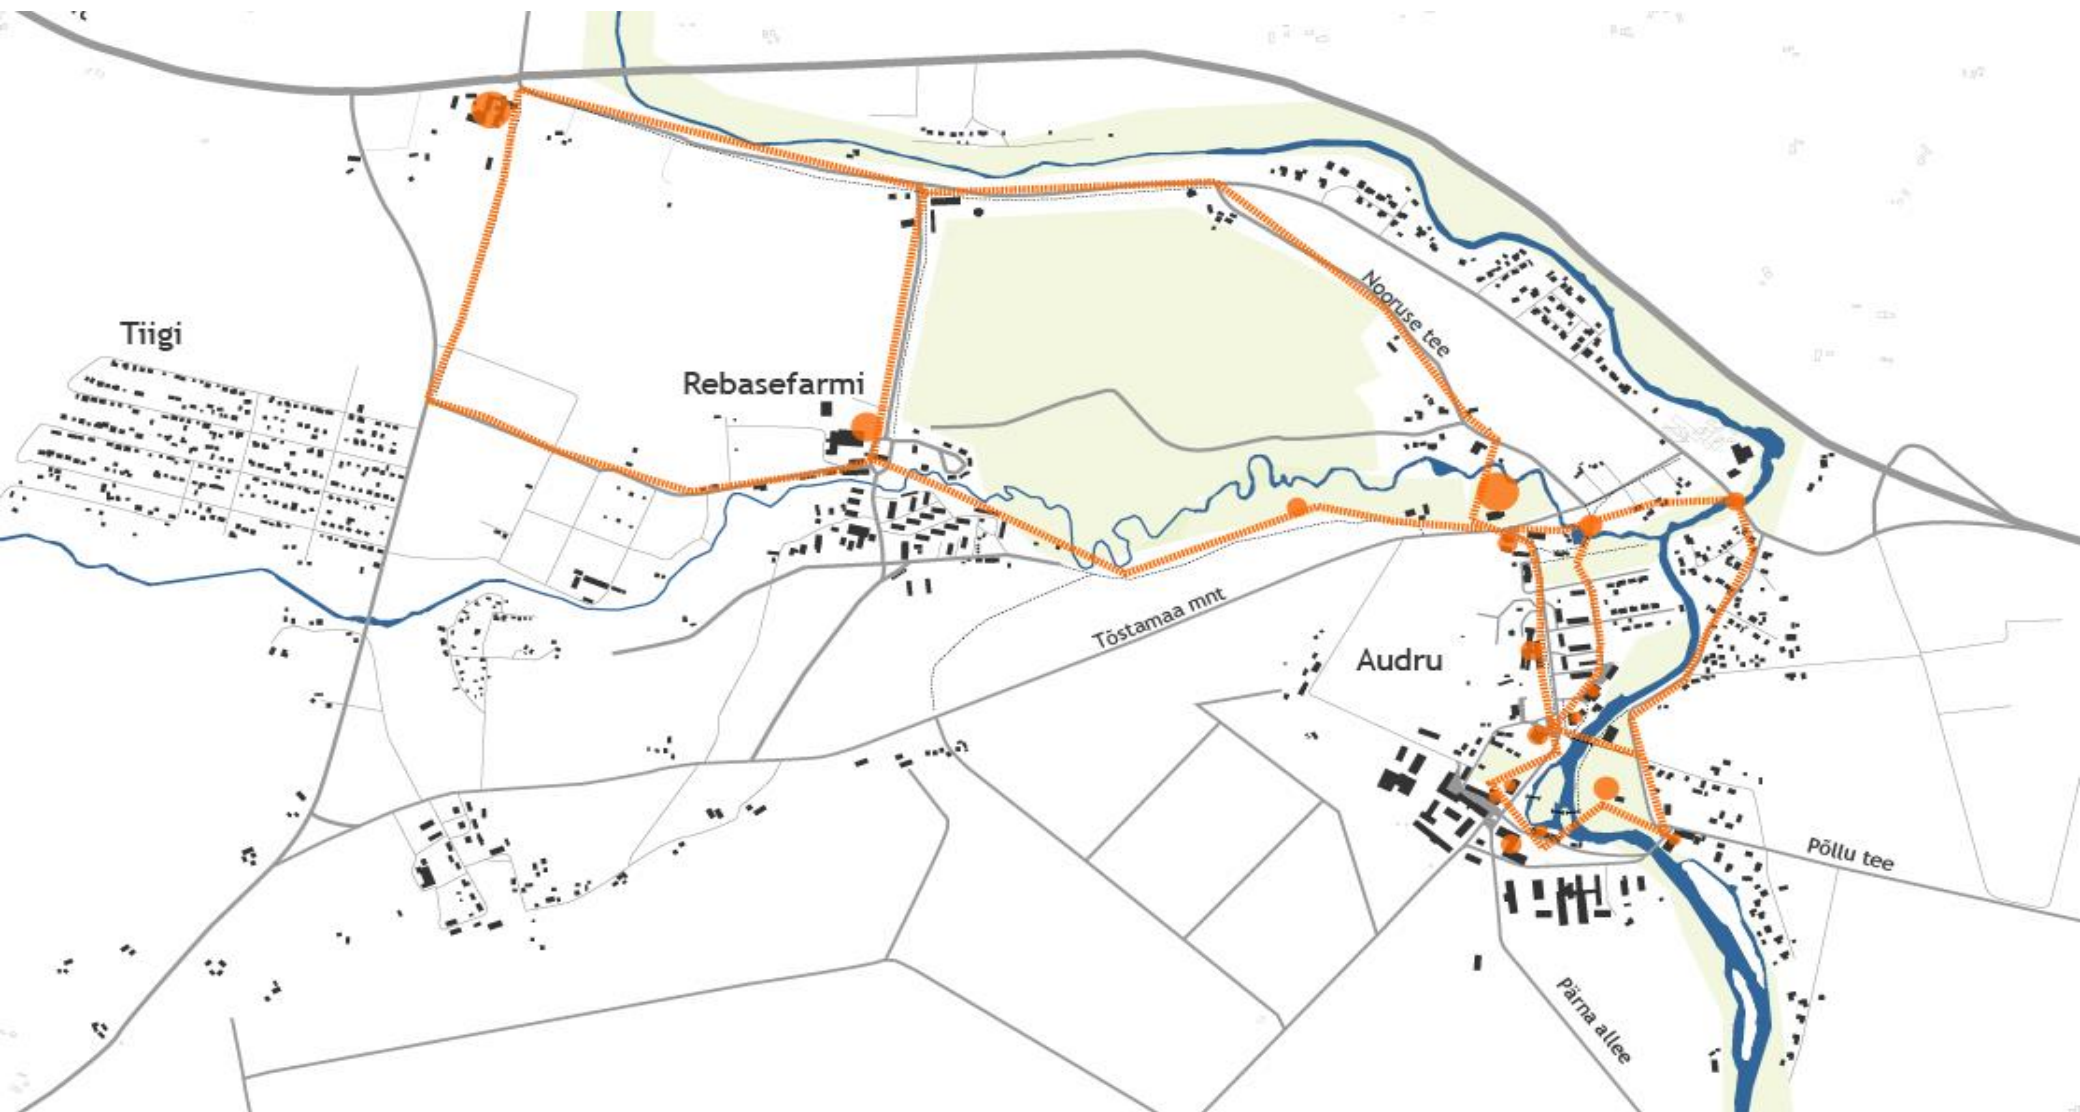 Nooruse tee
Tiigi
Rebasefarmi
Tõstamaa mnt
Audru
Põllu tee
Pärna allee